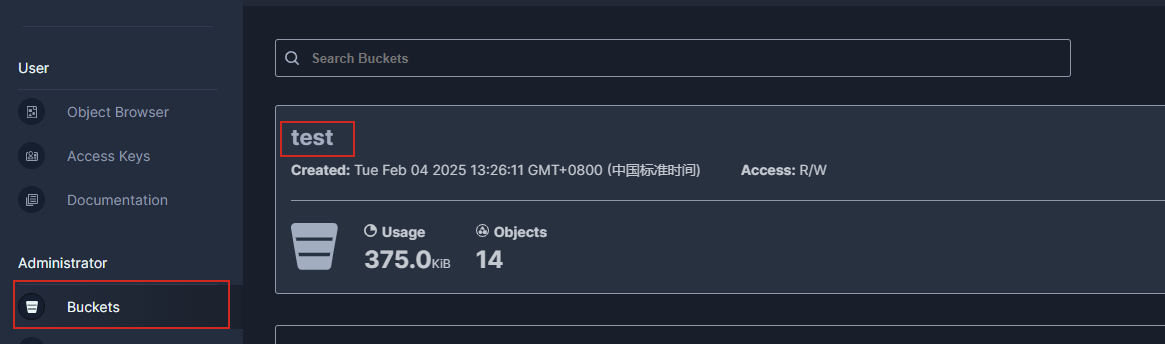 User
Object Browser
Access Keys
Documentation
Administrator
Buckets
Search Buckets
test
Created: Tue Feb 04 2025 13:26:11 GMT+0800 (中国标准时间) Access: R/W
Usage Objects
375.0KiB 14